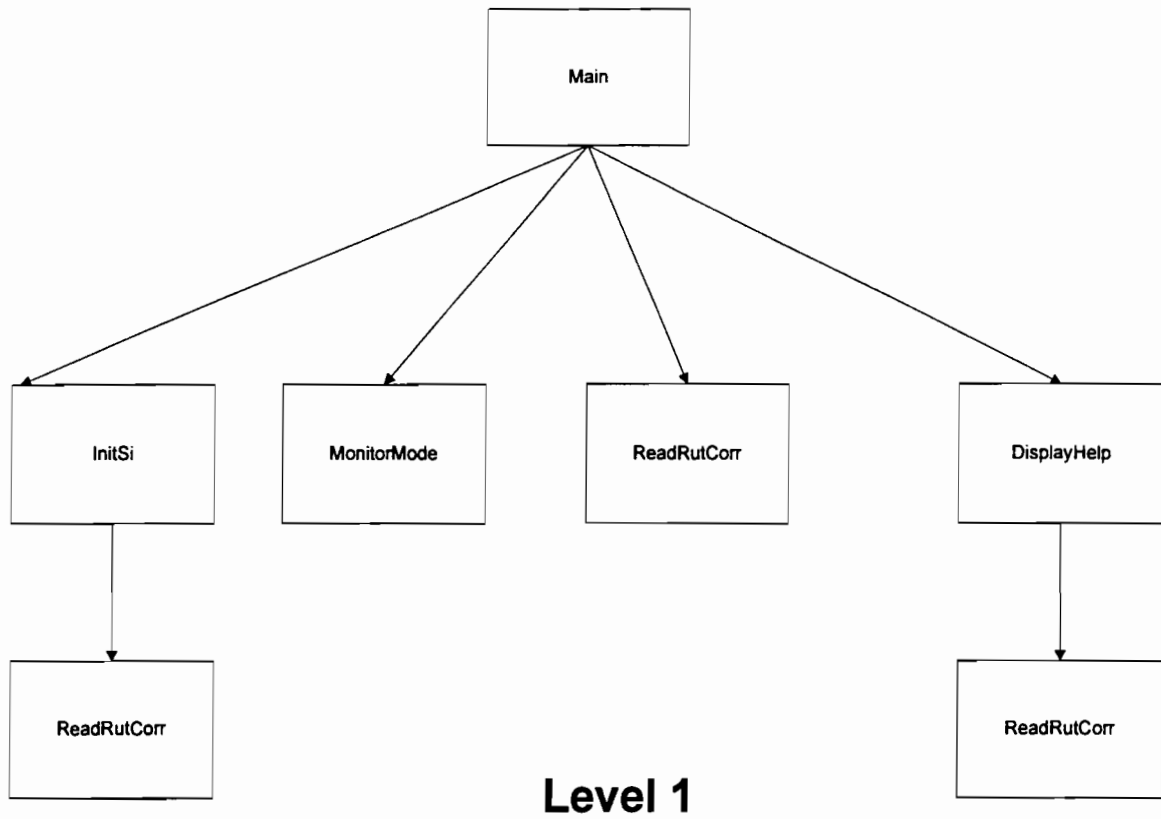 Main
InitSi
MonitorMode
ReadRutCorr
DisplayHelp
ReadRutCorr
ReadRutCorr
Level 1